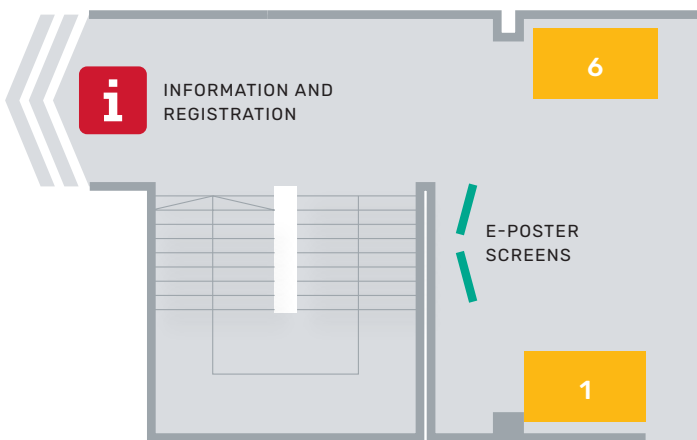 i
INFORMATION AND
REGISTRATION
6
E-POSTER
SCREENS
1